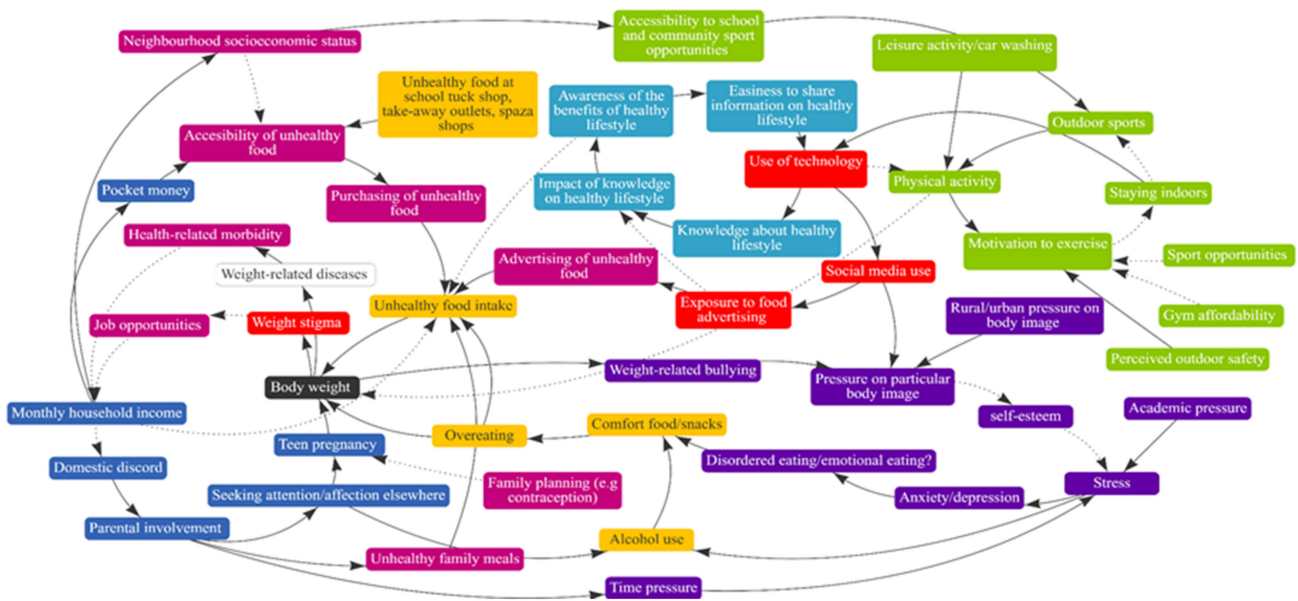 Neighbourhood socioeconomic status
Accessibility to school
and community sport
opportunities
Leisure activity/car washing
Unhealthy food at
school tuck shop,
take-away outlets, spaza
shops
Awareness of the
benefits of healthy
lifestyle
Easiness to share
information on healthy
lifestyle
Outdoor sports
Accesibility of unhealthy
food
Use of technology
Physical activity
Staying indoors
Pocket money
Impact of knowledge
on healthy lifestyle
Purchasing of unhealthy
food
Knowledge about healthy
lifestyle
Motivation to exercise
Sport opportunities
Health-related morbidity
Advertising of unhealthy
food
Social media use
Weight-related diseases
Unhealthy food intake
Exposure to food
advertising
Rural/urban pressure on
body image
Gym affordability
Job opportunities
Weight stigma
Perceived outdoor safety
Body weight
Weight-related bullying
Pressure on particular
body image
Monthly household income
self-esteem
Academic pressure
Teen pregnancy
Overeating
Comfort food/snacks
Domestic discord
Disordered eating/emotional eating?
Family planning (e.g
contraception)
Stress
Seeking attention/affection elsewhere
Anxiety/depression
Parental involvement
Alcohol use
Unhealthy family meals
Time pressure